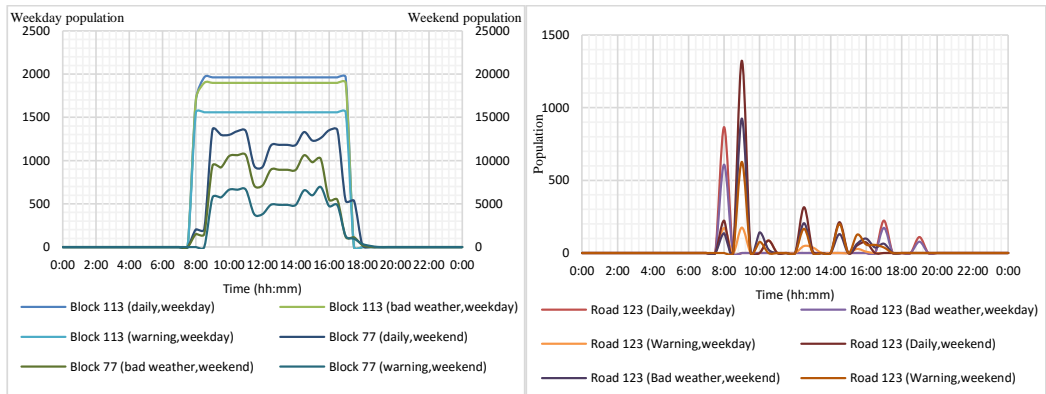 Weekday population
Weekend population
2500
2000
1500
1000
500
0
25000
20000
15000
10000
5000
0
0:00 2:00 4:00 6:00 8:00 10:00 12:00 14:00 16:00 18:00 20:00 22:00 0:00
Time (hh:mm)
Block 113 (daily,weekday)
Block 113 (bad weather,weekday)
Block 113 (warning,weekday)
Block 77 (daily,weekend)
Block 77 (bad weather,weekend)
Block 77 (warning,weekend)
Population
1500
1000
500
0
0:00 2:00 4:00 6:00 8:00 10:00 12:00 14:00 16:00 18:00 20:00 22:00 0:00
Time (hh:mm)
Road 123 (Daily,weekday)
Road 123 (Bad weather,weekday)
Road 123 (Warning,weekday)
Road 123 (Daily,weekend)
Road 123 (Bad weather,weekend)
Road 123 (Warning,weekend)